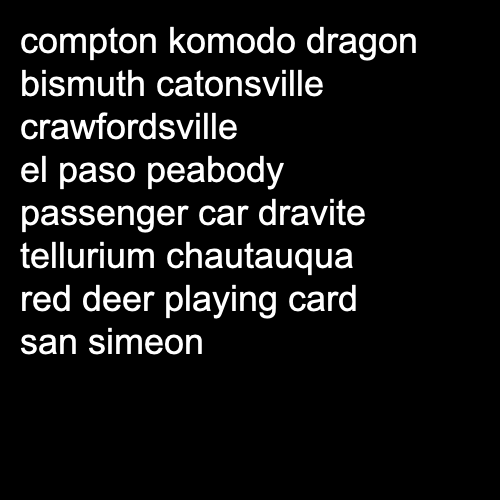 compton komodo dragon
bismuth catonsville
crawfordsville
el paso peabody
passenger car dravite
tellurium chautauqua
red deer playing card
san simeon